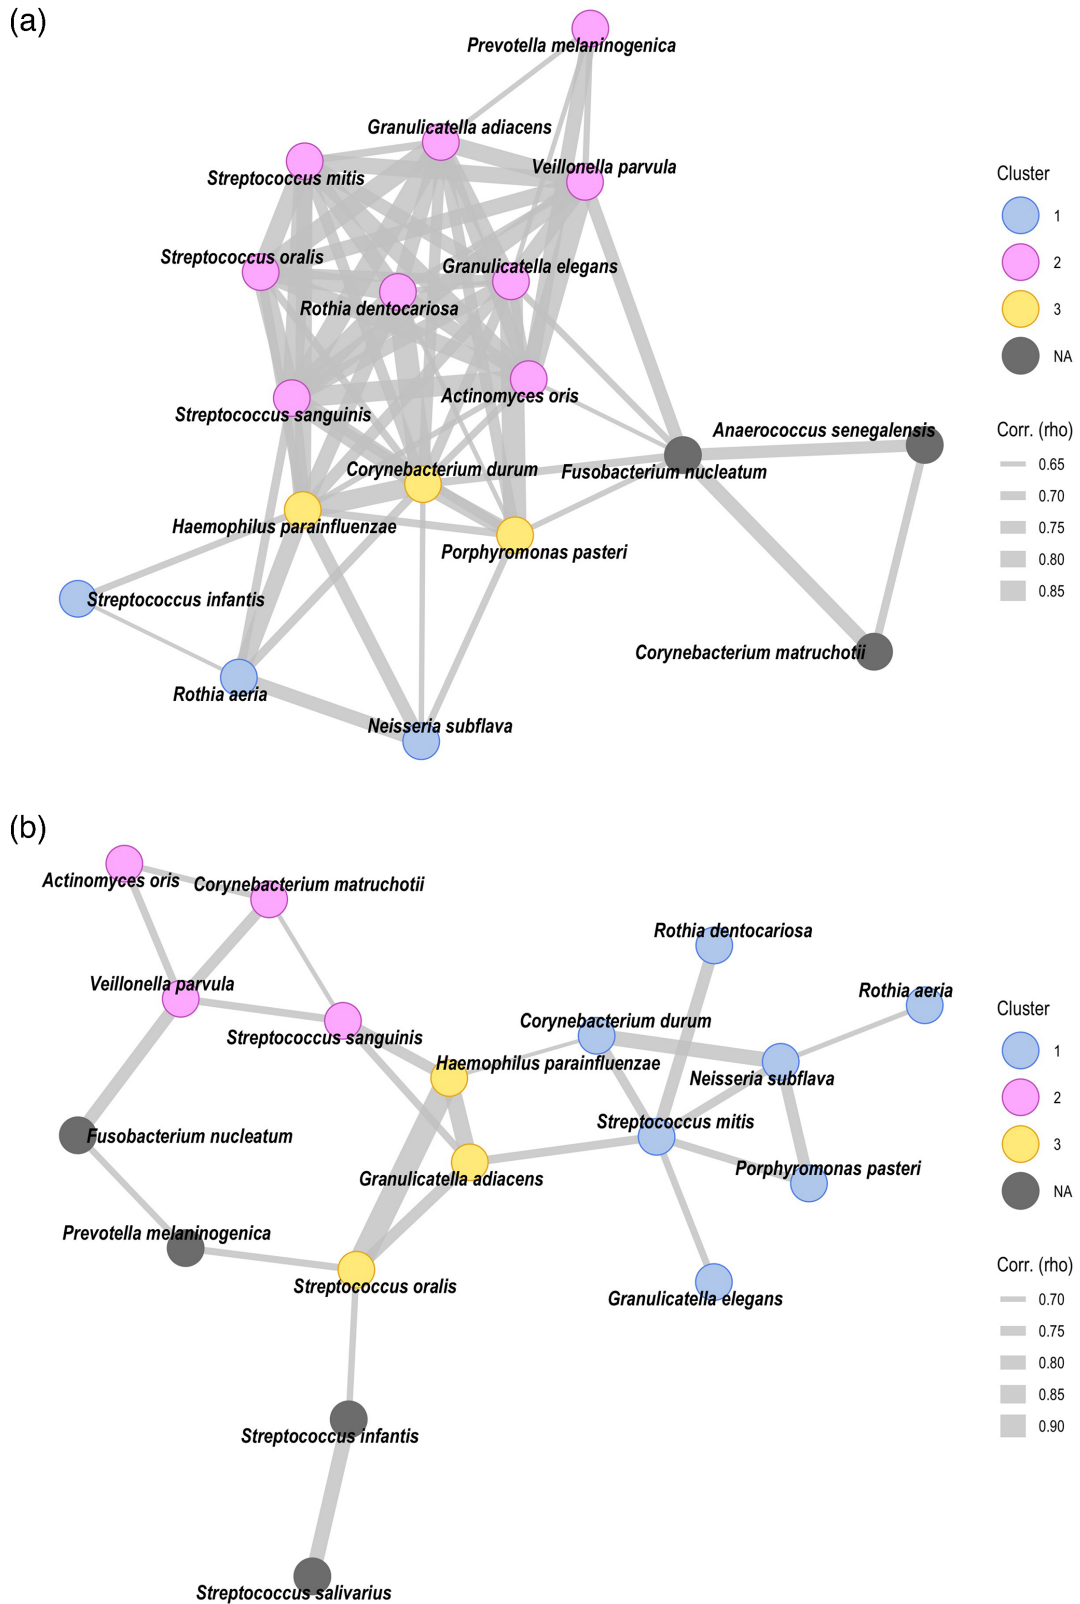 (a)
Prevotella melaninogenica
Granulicatella adiacens
Veillonella parvula
Streptococcus mitis
Streptococcus oralis
Granulicatella elegans
Rothia dentocariosa
Actinomyces oris
Streptococcus sanguinis
Anaerococcus senegalensis
Corynebacterium durum
Fusobacterium nucleatum
Haemophilus parainfluenzae
Porphyromonas pasteri
Streptococcus infantis
Corynebacterium matruchotii
Rothia aeria
Neisseria subflava
Cluster
1
2
3
NA
Corr. (rho)
0.65
0.70
0.75
0.80
0.85
(b)
Actinomyces oris
Corynebacterium matruchotii
Rothia dentocariosa
Veillonella parvula
Rothia aeria
Streptococcus sanguinis
Corynebacterium durum
Haemophilus parainfluenzae
Neisseria subflava
Streptococcus mitis
Fusobacterium nucleatum
Granulicatella adiacens
Porphyromonas pasteri
Prevotella melaninogenica
Streptococcus oralis
Granulicatella elegans
Streptococcus infantis
Streptococcus salivarius
Cluster
1
2
3
NA
Corr. (rho)
0.70
0.75
0.80
0.85
0.90